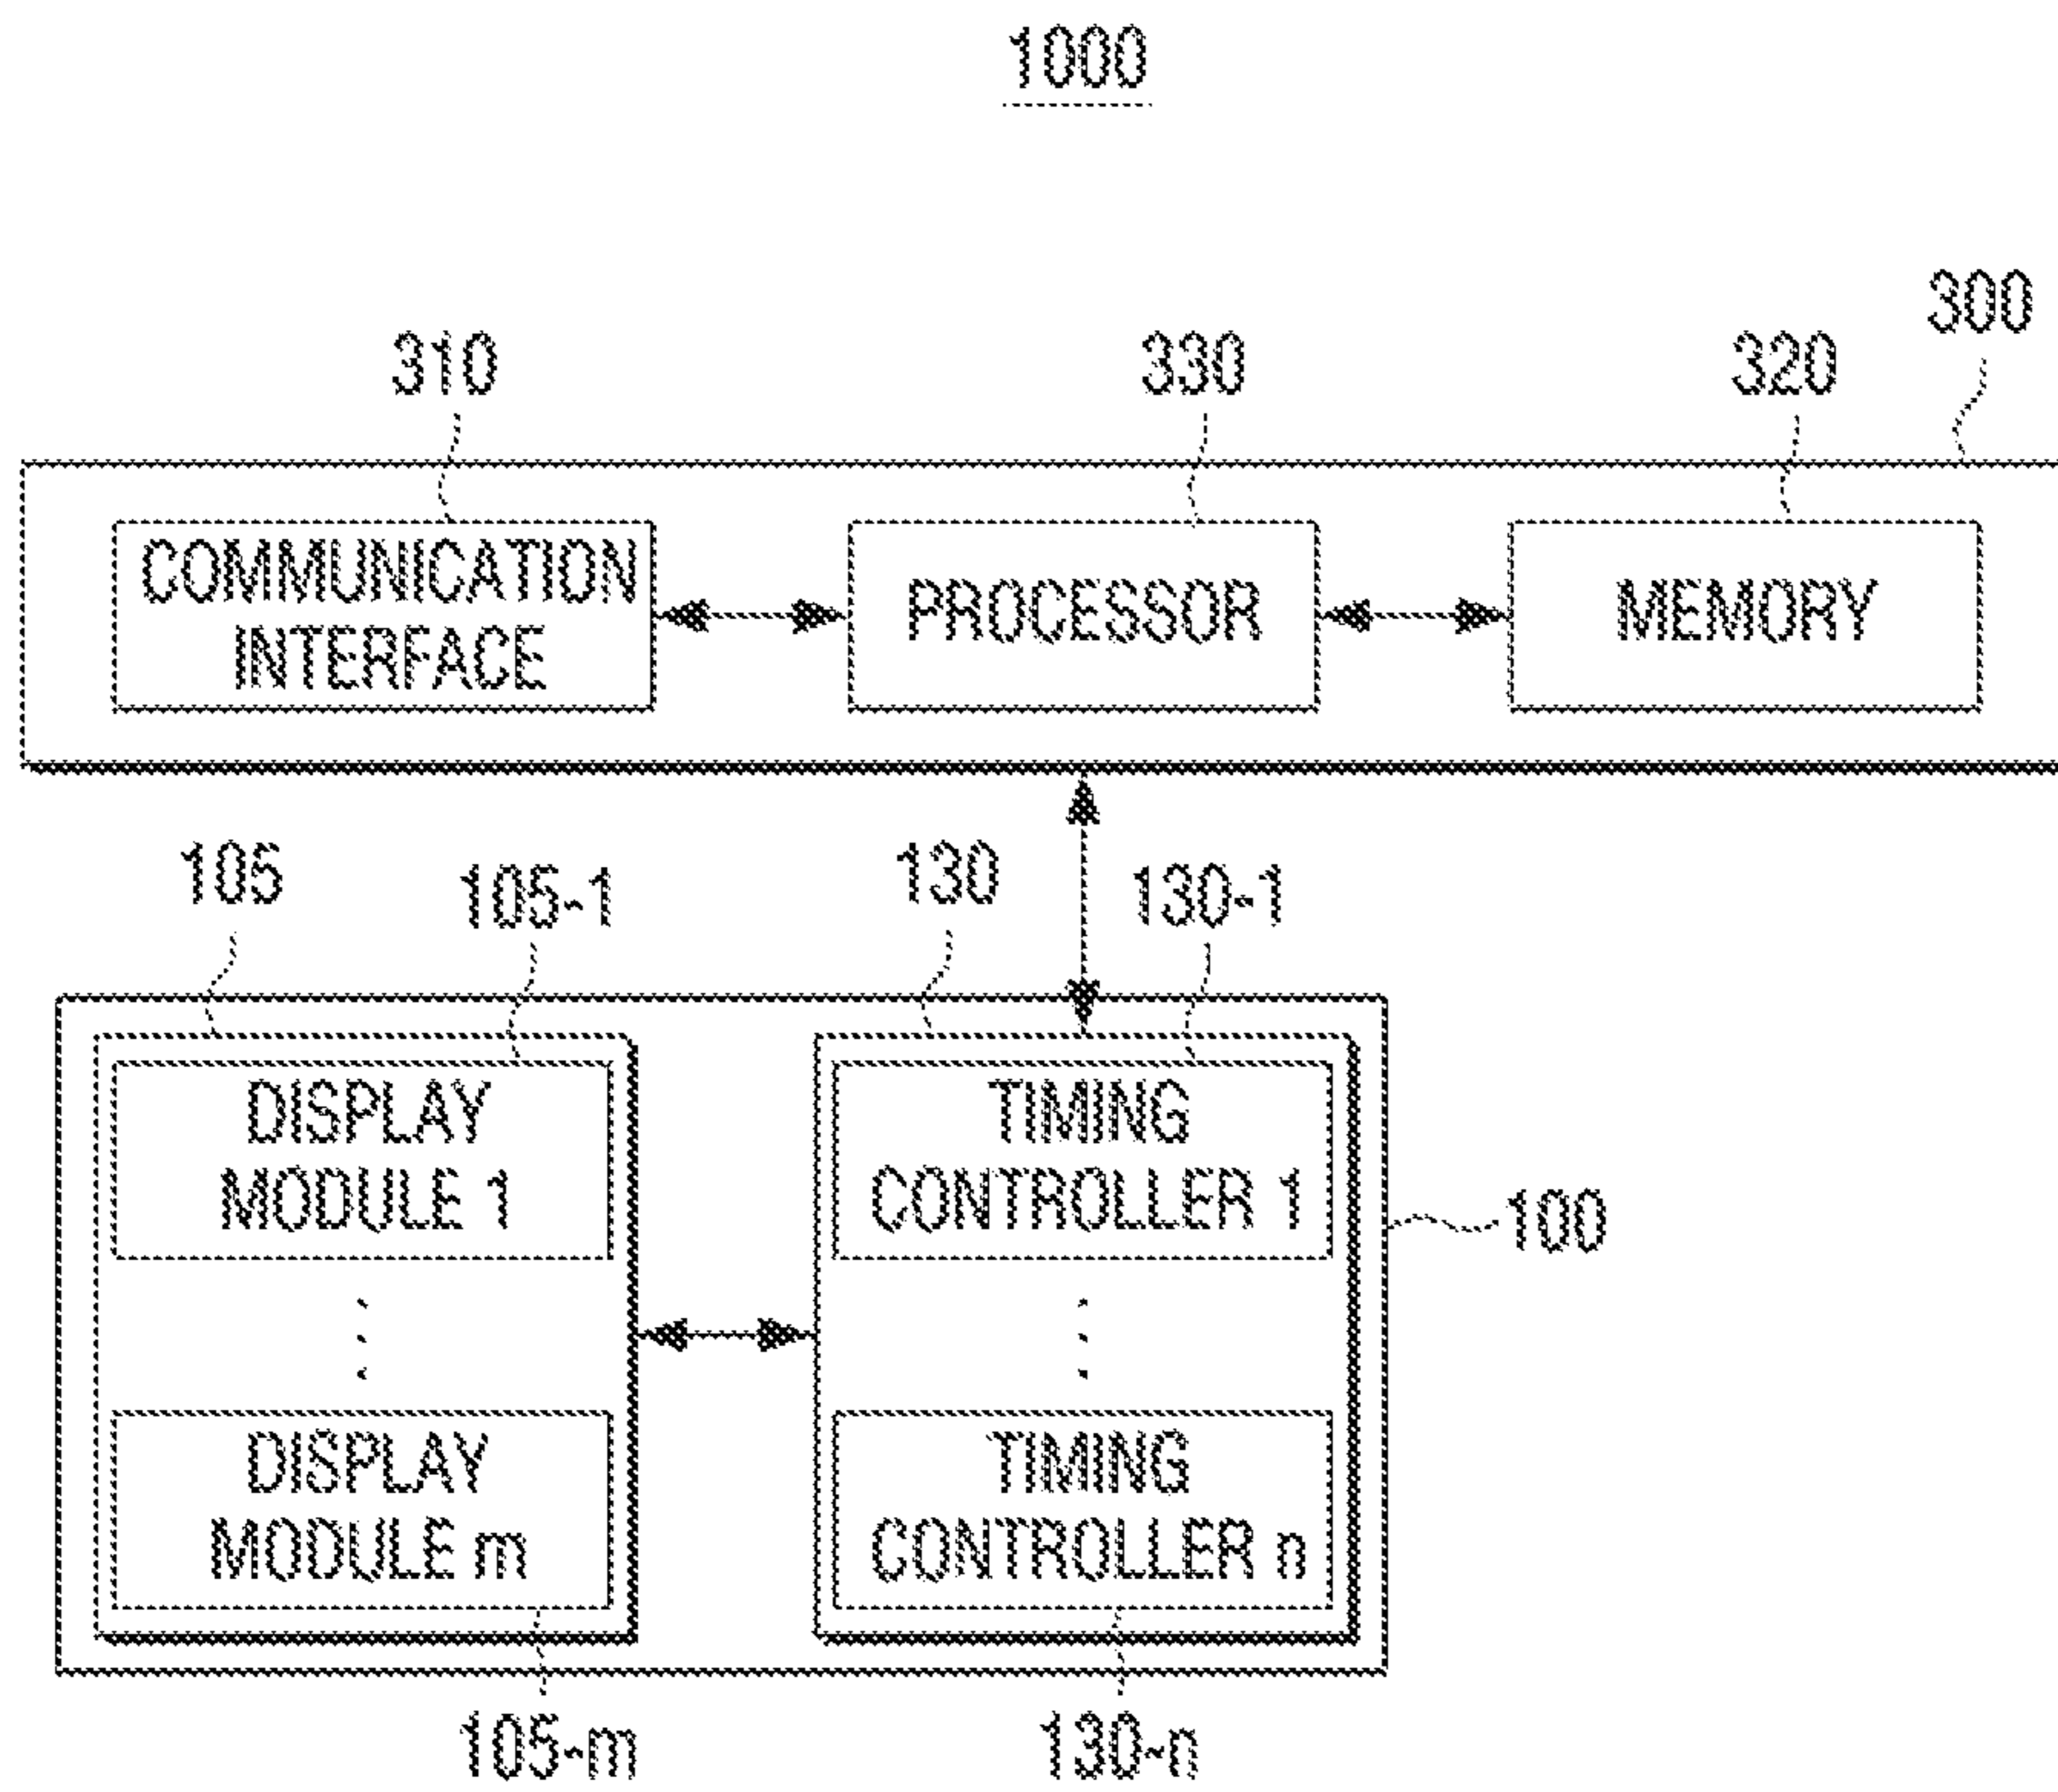 1000
300
310
330
320
COMMUNICATION
INTERFACE
PROCESSOR
MEMORY
105
105-1
130
130-1
DISPLAY
MODULE 1
TIMING
CONTROLLER 1
100
DISPLAY
MODULE m
TIMING
CONTROLLER n
105-m
130-n